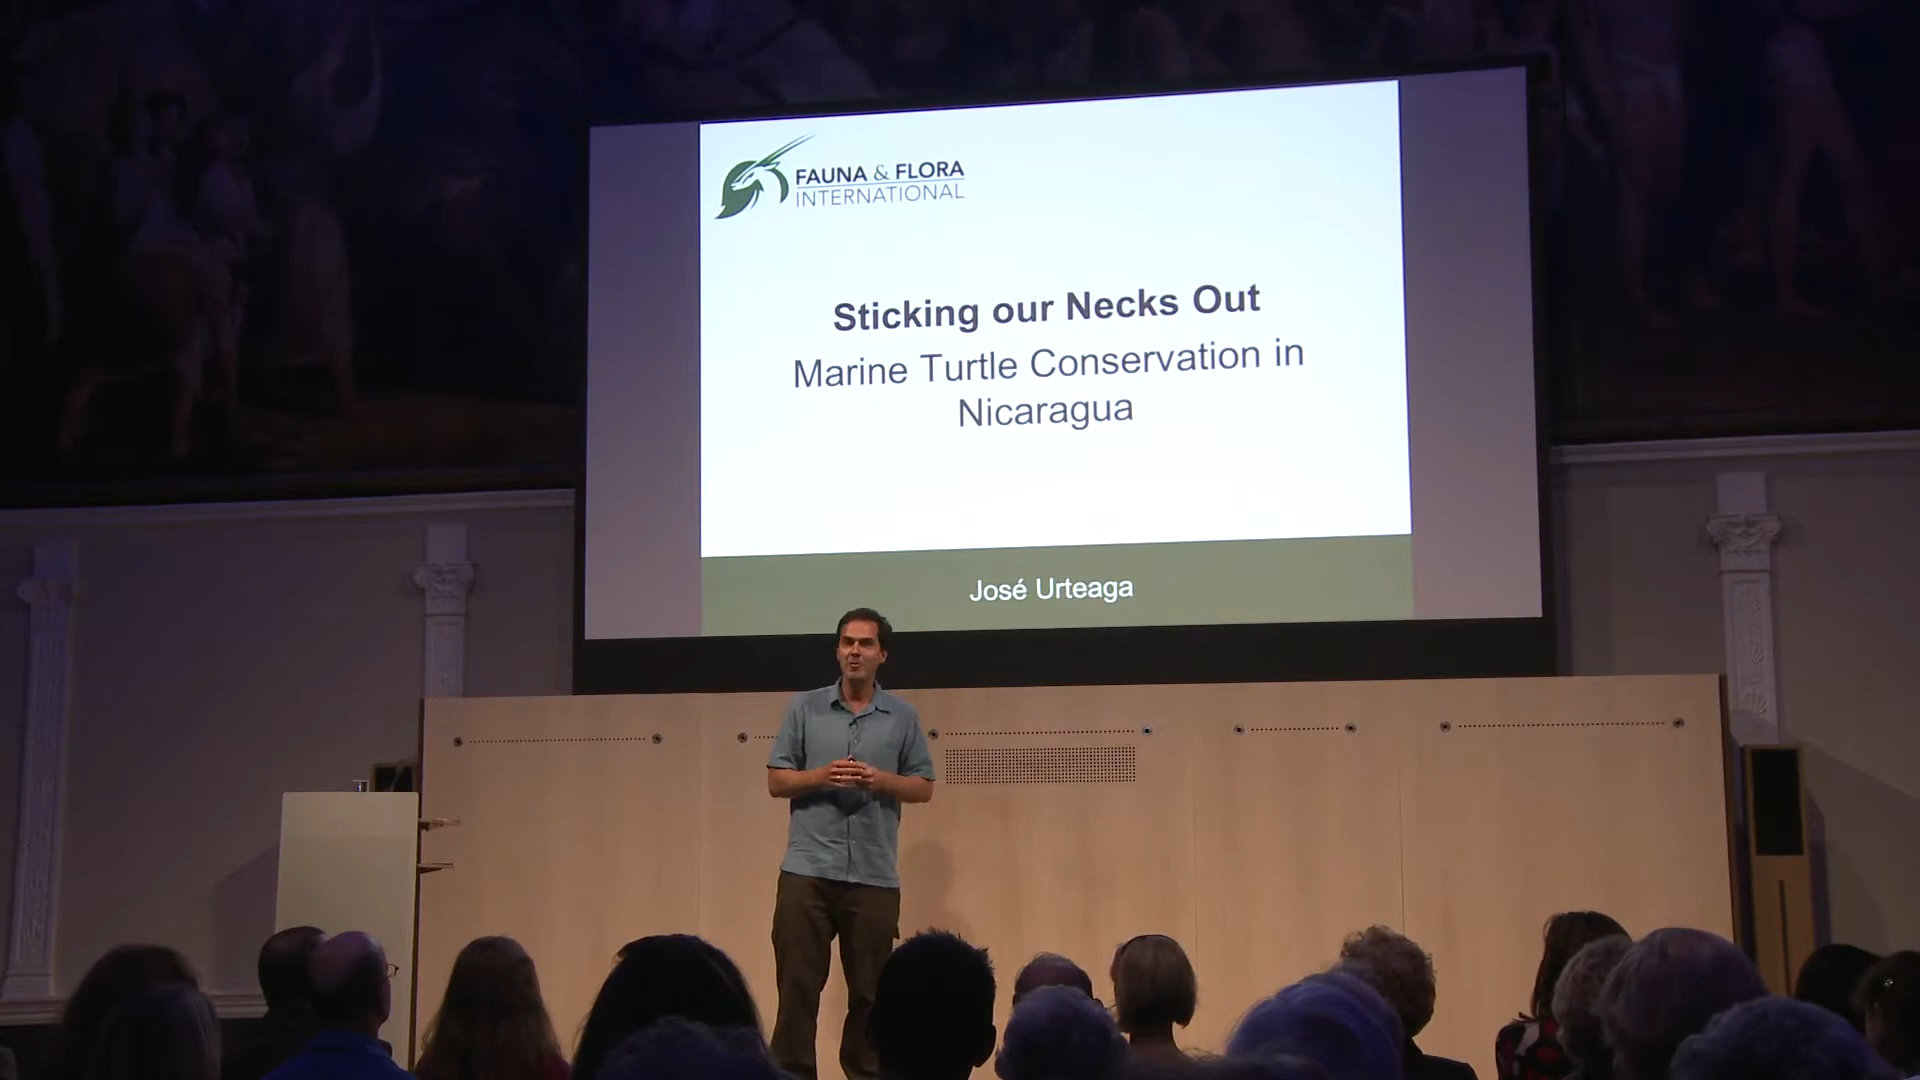 FAUNA & FLORA
INTERNATIONAL
Sticking our Necks Out
Marine Turtle Conservation in
Nicaragua
José Urteaga